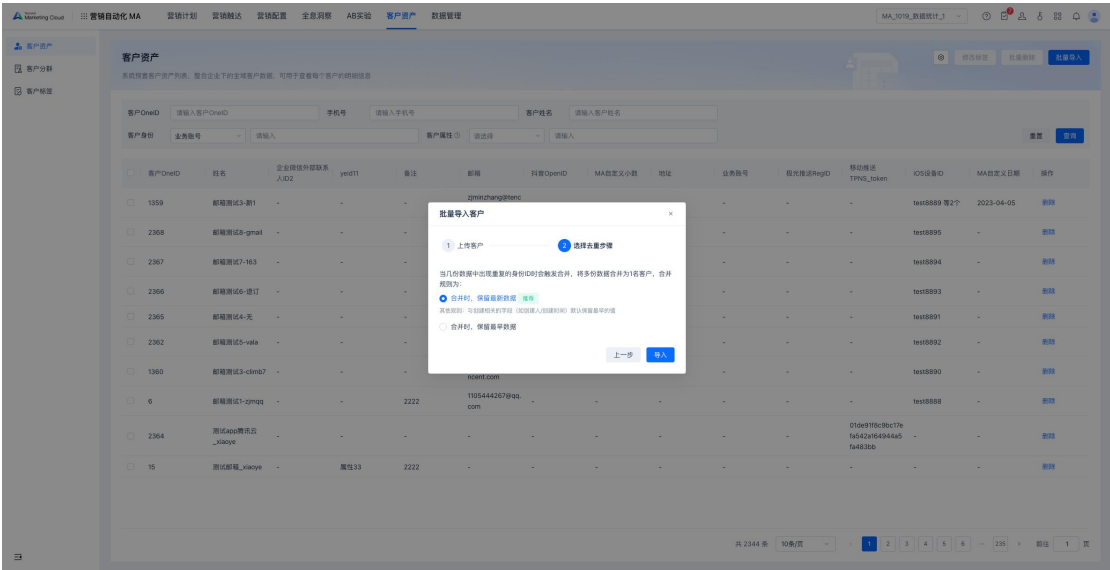 Marketing Cloud 营销自动化 MA 营销计划 营销触达 营销配置 全息洞察 AB实验 客户资产 数据管理 MA_1019_数据统计_1
客户资产
客户分群
客户标签
客户资产
系统预置客户资产列表，整合企业下的全域客户数据，可用于查看每个客户的明细信息
修改标签 批量删除 批量导入
客户OneID 请输入客户OneID 手机号 请输入手机号 客户姓名 请输入客户姓名
客户身份 业务账号 请输入 客户属性 请选择 请输入 重置 查询
客户OneID 姓名 企业微信外部联系人ID2 yexd11 备注 邮箱 抖音OpenID MA自定义小数 地址 业务账号 极光推送RegID 移动推送TPNS_token iOS设备ID MA自定义日期 操作
1359 邮箱测试3-新1 - - - zjminzhang@tenc - - - - - - test8889 等2个 2023-04-05 删除
2368 邮箱测试8-gmail - - - - - test8895 - 删除
2367 邮箱测试7-163 - - - - - test8894 - 删除
2366 邮箱测试6-退订 - - - - - test8893 - 删除
2365 邮箱测试4-无 - - - - - test8891 - 删除
2362 邮箱测试5-vala - - - - - test8892 - 删除
1360 邮箱测试3-climb7 - - - ncent.com - - - test8890 - 删除
6 邮箱测试1-zjmqq - - 2222 1105444267@qq.com - - - - - - test8888 - 删除
2364 测试app腾讯云_xiaoye - - - - - - - - - 01de91f8c9bc17efa542a164944a5fa483bb - - 删除
15 测试邮箱_xiaoye - 属性33 2222 - - - - - - - - - 删除
批量导入客户 ×
1 上传客户 2 选择去重步骤
当几份数据中出现重复的身份ID时会触发合并，将多份数据合并为1名客户，合并
规则为：
合并时，保留最新数据 推荐
其他规则：与创建相关的字段（如创建人/创建时间）默认保留最早的值
合并时，保留最早数据
上一步 导入
共 2344 条 10条/页 1 2 3 4 5 6 ··· 235 前往 1 页